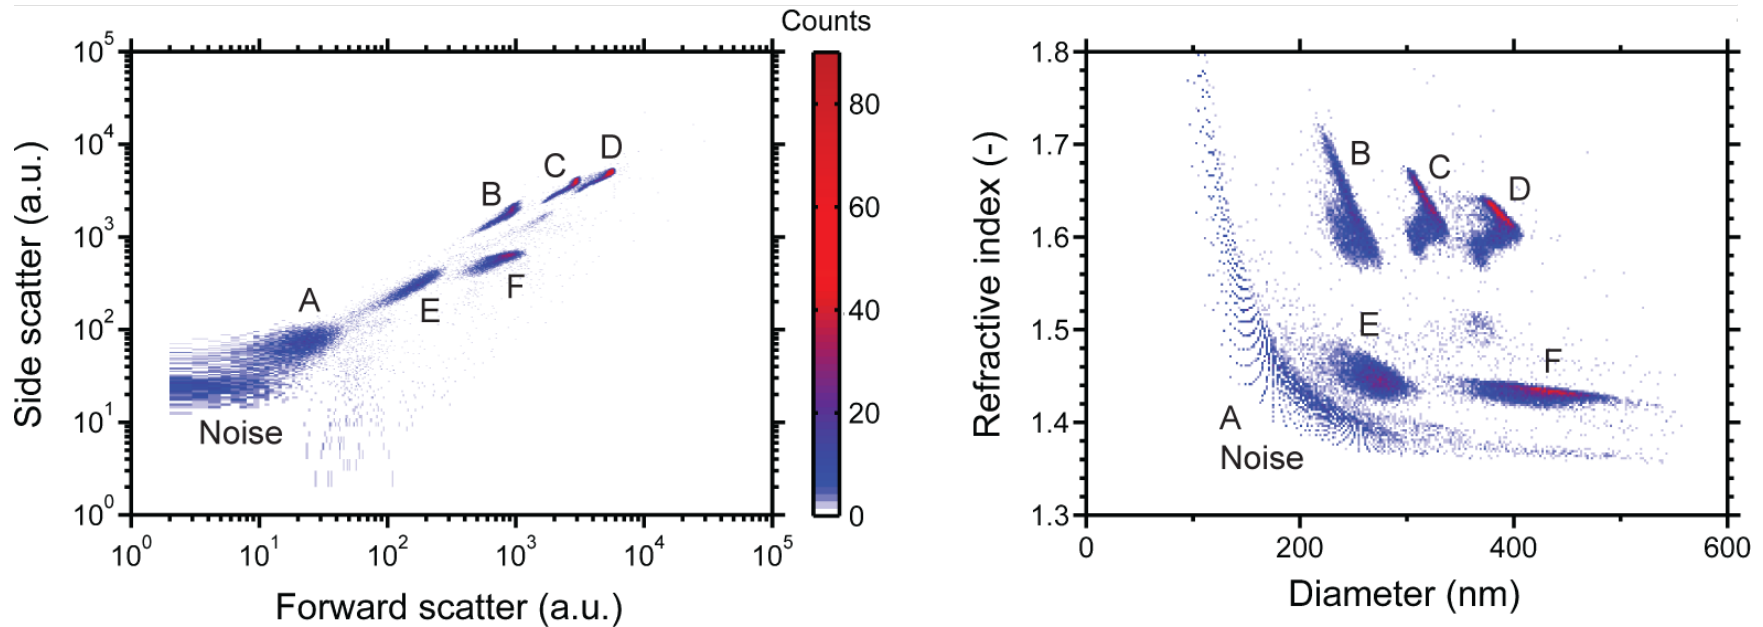 Counts
10^5
10^4
10^3
10^2
10^1
10^0
Side scatter (a.u.)
A
B
C
D
E
F
Noise
10^0 10^1 10^2 10^3 10^4 10^5
Forward scatter (a.u.)
80
60
40
20
0
1.8
1.7
1.6
1.5
1.4
1.3
Refractive index (-)
B
C
D
E
F
A
Noise
0 200 400 600
Diameter (nm)